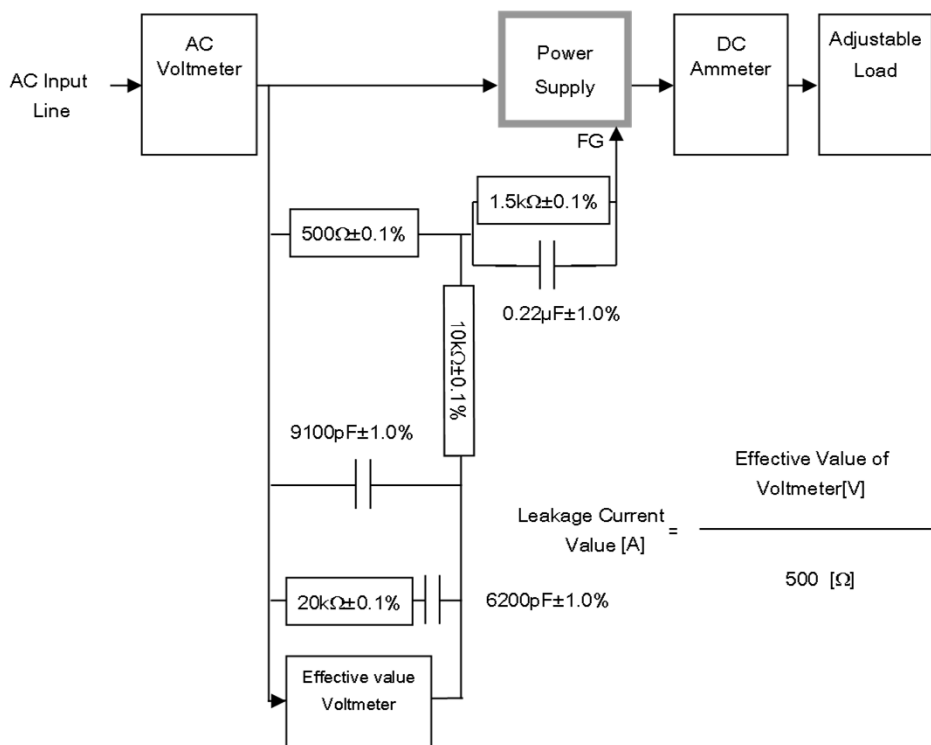 AC
Voltmeter
Power
Supply
DC
Ammeter
Adjustable
Load
AC Input
Line
FG
1.5kΩ±0.1%
500Ω±0.1%
0.22µF±1.0%
10kΩ±0.1%
9100pF±1.0%
Effective Value of
Voltmeter[V]
Leakage Current
Value [A]
=
500 [Ω]
20kΩ±0.1%
6200pF±1.0%
Effective value
Voltmeter